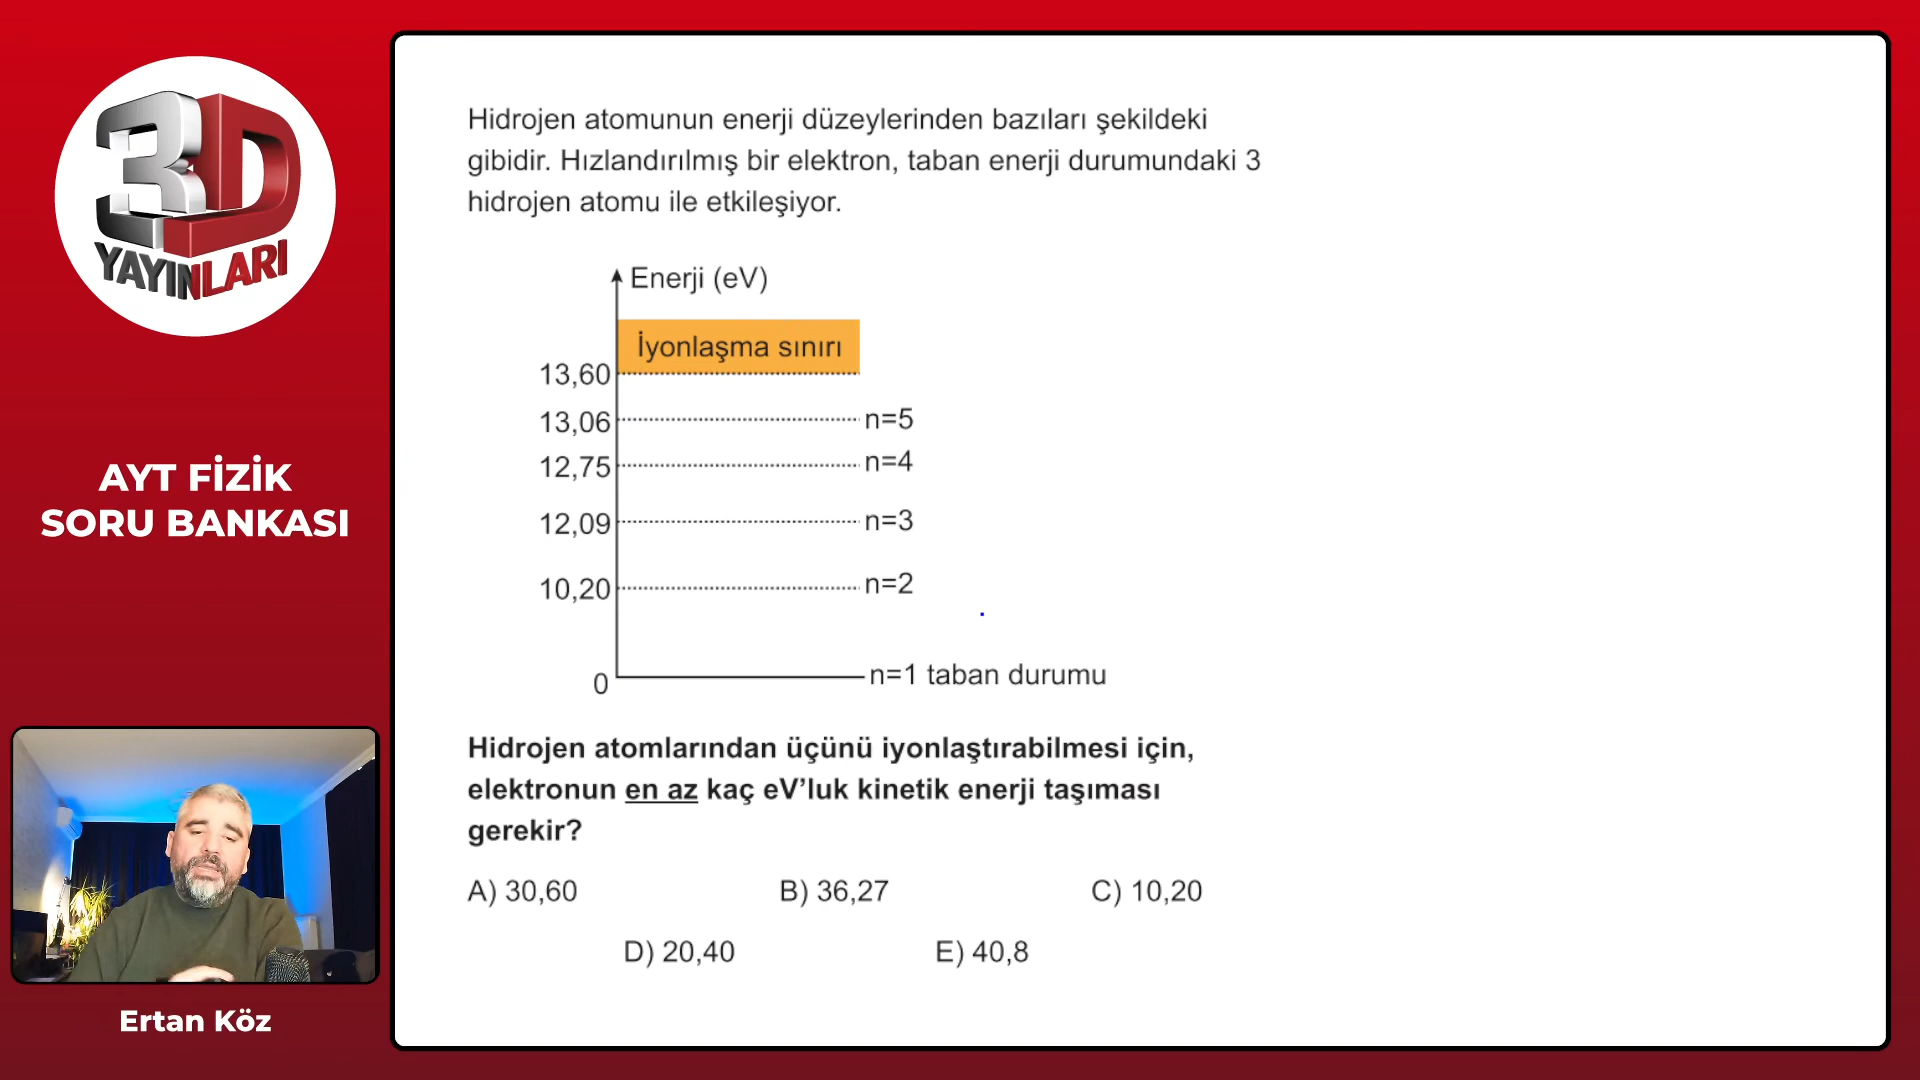 3D
YAYINLARI
AYT FİZİK
SORU BANKASI
Ertan Köz
Hidrojen atomunun enerji düzeylerinden bazıları şekildeki
gibidir. Hızlandırılmış bir elektron, taban enerji durumundaki 3
hidrojen atomu ile etkileşiyor.
Enerji (eV)
İyonlaşma sınırı
13,60
13,06 n=5
12,75 n=4
12,09 n=3
10,20 n=2
0 n=1 taban durumu
Hidrojen atomlarından üçünü iyonlaştırabilmesi için,
elektronun en az kaç eV'luk kinetik enerji taşıması
gerekir?
A) 30,60 B) 36,27 C) 10,20
D) 20,40 E) 40,8